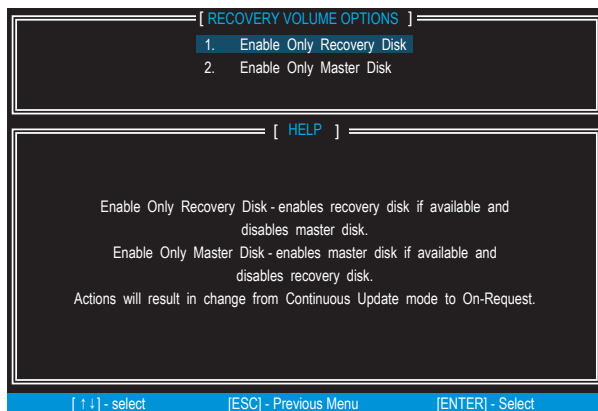 [ RECOVERY VOLUME OPTIONS ]
1. Enable Only Recovery Disk
2. Enable Only Master Disk
[ HELP ]
Enable Only Recovery Disk - enables recovery disk if available and
disables master disk.
Enable Only Master Disk - enables master disk if available and
disables recovery disk.
Actions will result in change from Continuous Update mode to On-Request.
[ ↑↓] - select [ESC] - Previous Menu [ENTER] - Select